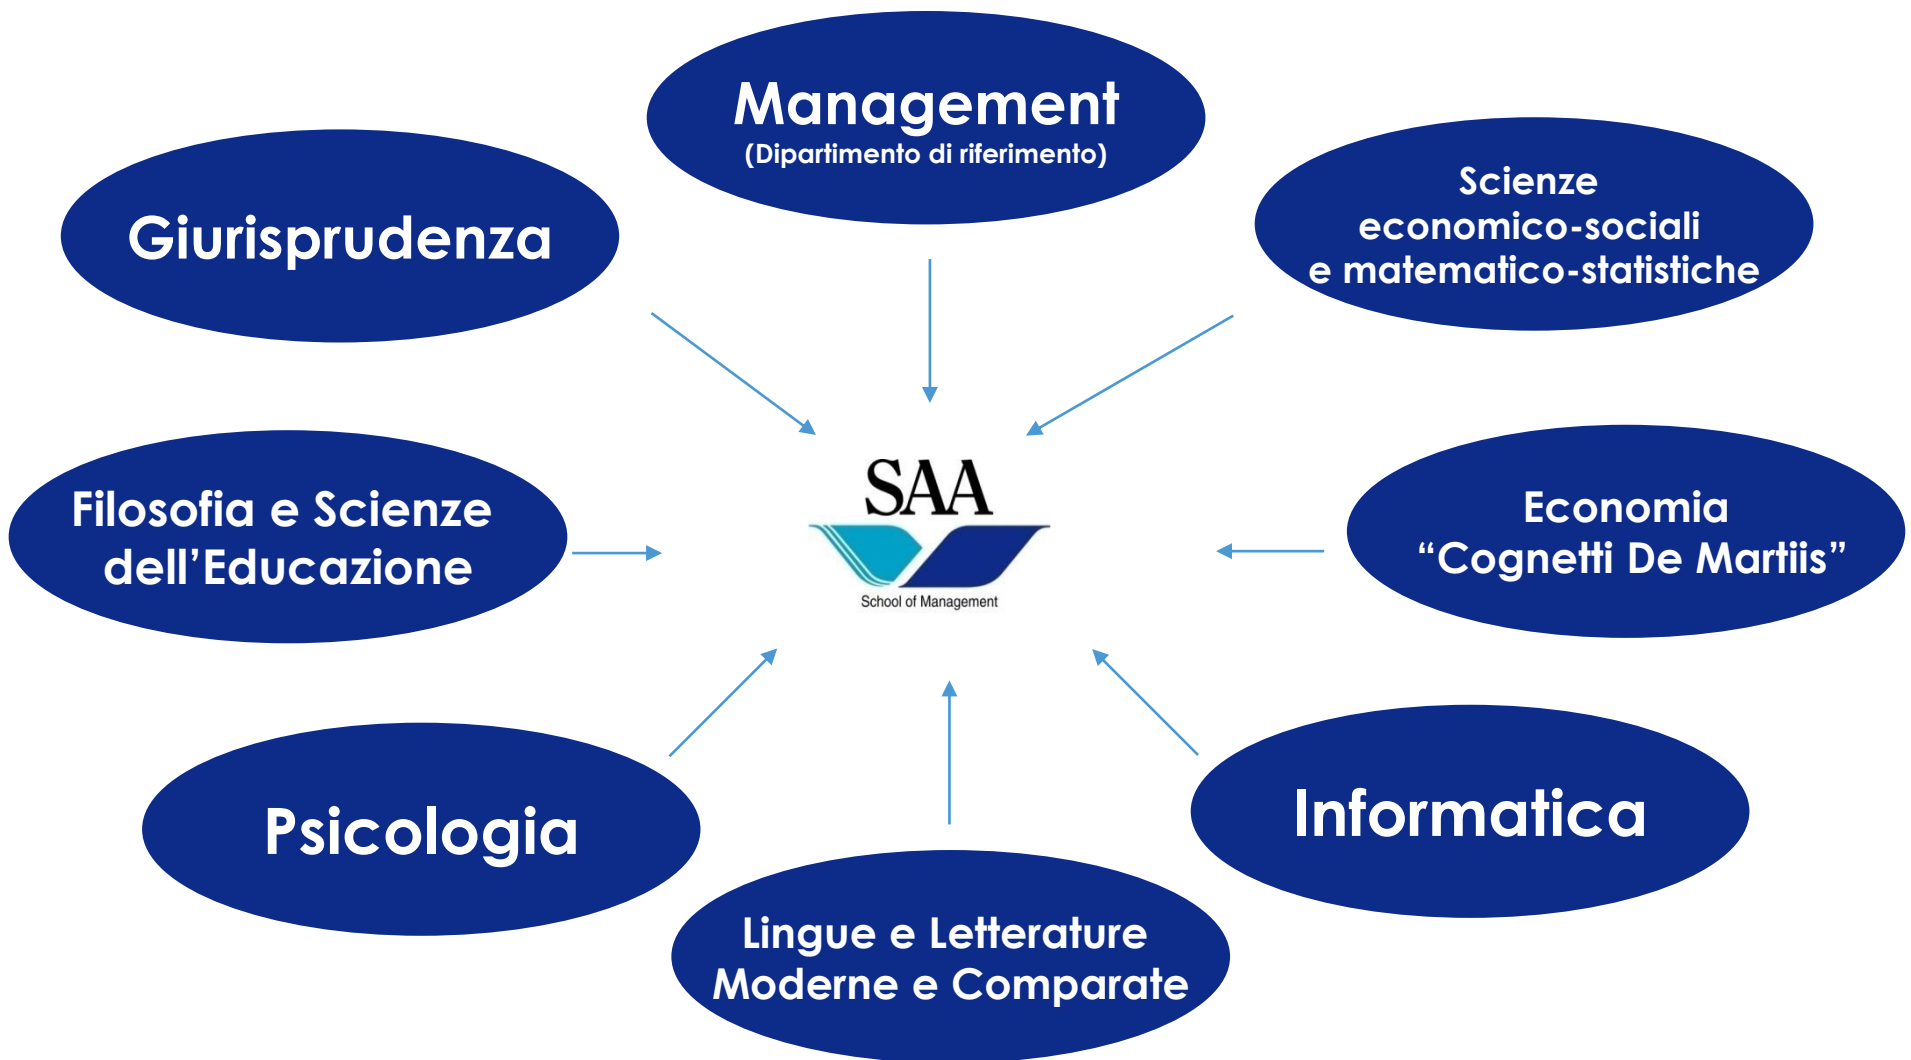 Management
(Dipartimento di riferimento)
Giurisprudenza
Scienze
economico-sociali
e matematico-statistiche
Filosofia e Scienze
dell’Educazione
SAA
School of Management
Economia
“Cognetti De Martiis”
Psicologia
Informatica
Lingue e Letterature
Moderne e Comparate